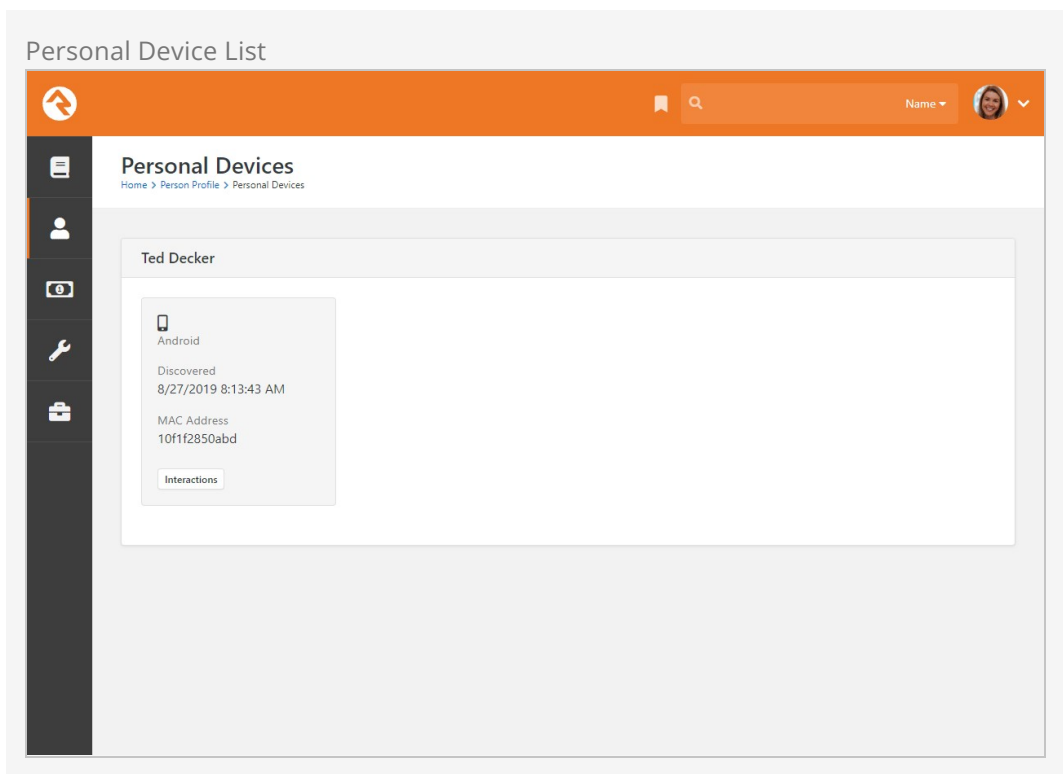 Personal Device List
Name
Personal Devices
Home > Person Profile > Personal Devices
Ted Decker
Android
Discovered
8/27/2019 8:13:43 AM
MAC Address
10f1f2850abd
Interactions